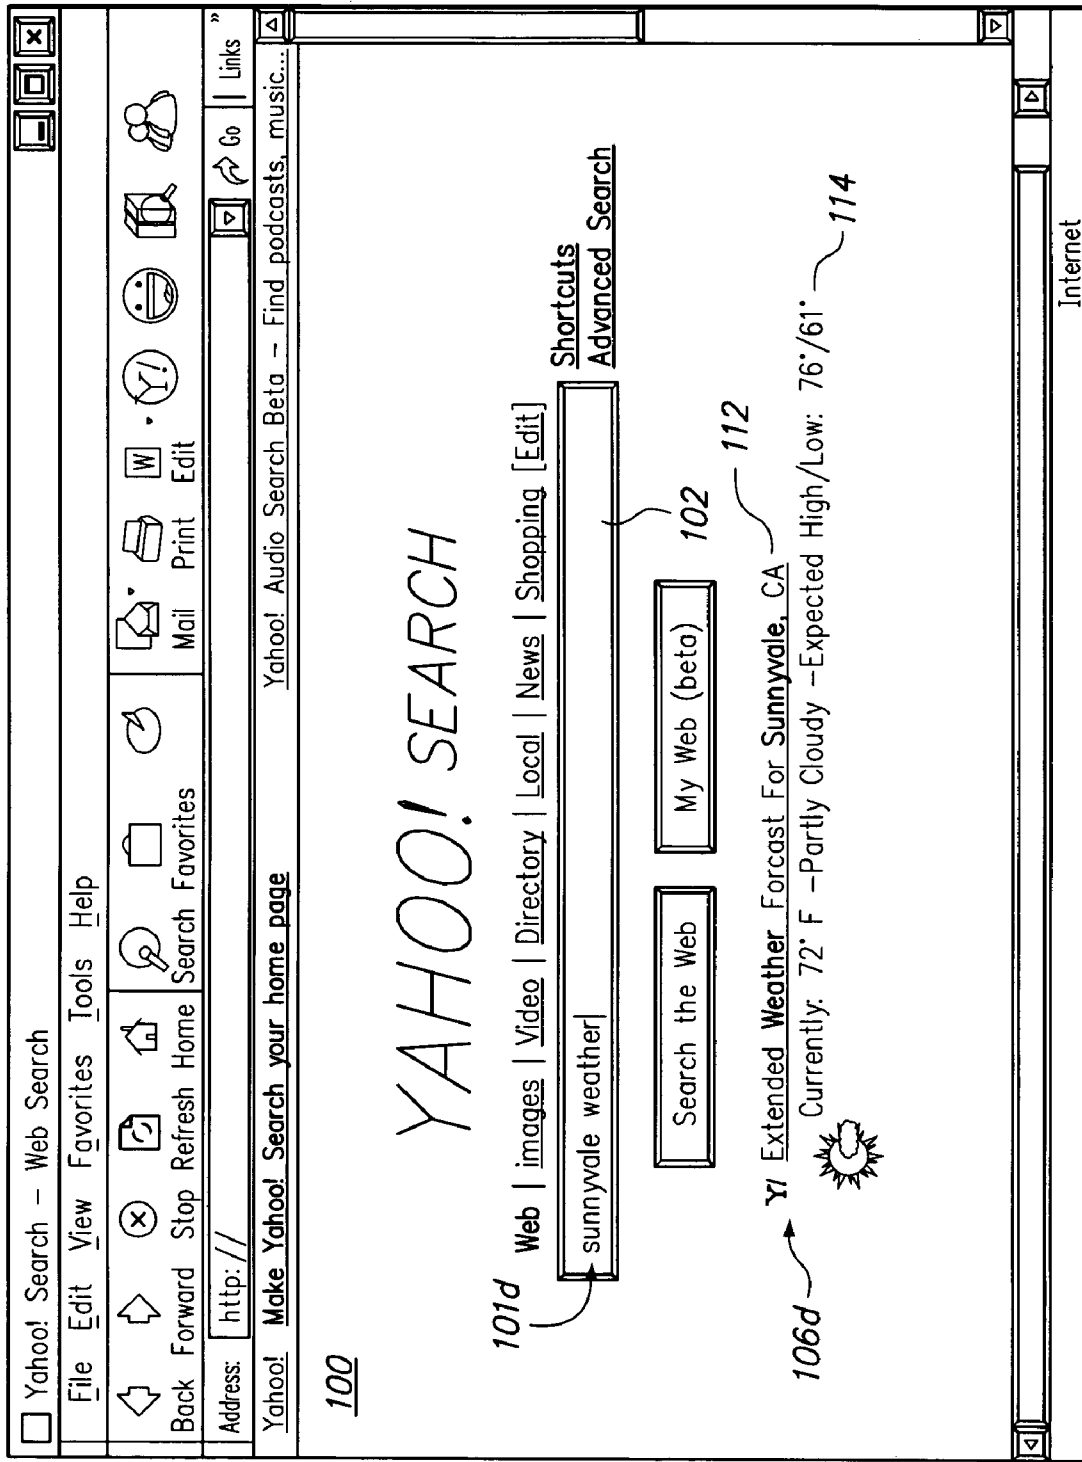 Yahoo! Search – Web Search
File Edit View Favorites Tools Help
Back Forward Stop Refresh Home Search Favorites Mail Print Edit
W Y!
Address: http:// Go Links »
Yahoo! Make Yahoo! Search your home page Yahoo! Audio Search Beta – Find podcasts, music...
100
YAHOO! SEARCH
101d
Web | images | Video | Directory | Local | News | Shopping [Edit]
Shortcuts
sunnyvale weather
Advanced Search
102
Search the Web My Web (beta)
112
106d
Y! Extended Weather Forcast For Sunnyvale, CA
Currently: 72° F –Partly Cloudy –Expected High/Low: 76°/61°
114
Internet